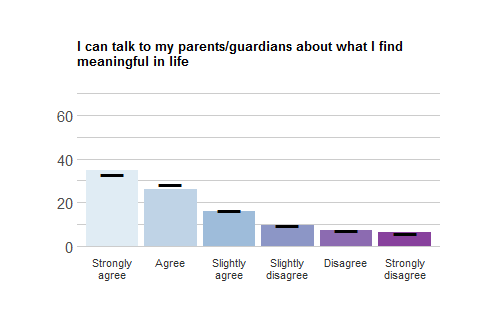 I can talk to my parents/guardians about what I find
meaningful in life
60
40
20
0
Strongly
agree
Agree
Slightly
agree
Slightly
disagree
Disagree
Strongly
disagree